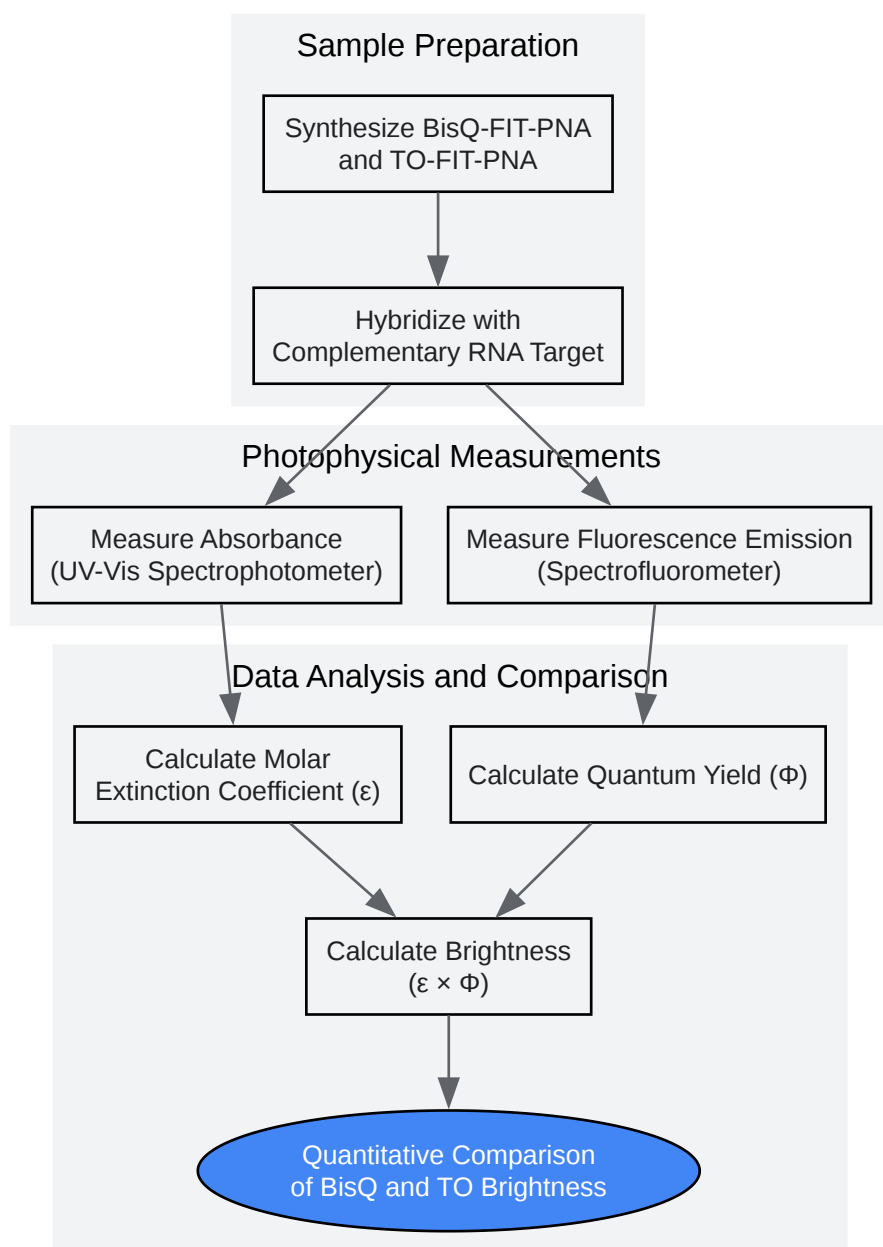 Sample Preparation
Synthesize BisQ-FIT-PNA
and TO-FIT-PNA
Hybridize with
Complementary RNA Target
Photophysical Measurements
Measure Absorbance
(UV-Vis Spectrophotometer)
Measure Fluorescence Emission
(Spectrofluorometer)
Data Analysis and Comparison
Calculate Molar
Extinction Coefficient (ε)
Calculate Quantum Yield (Φ)
Calculate Brightness
(ε × Φ)
Quantitative Comparison
of BisQ and TO Brightness